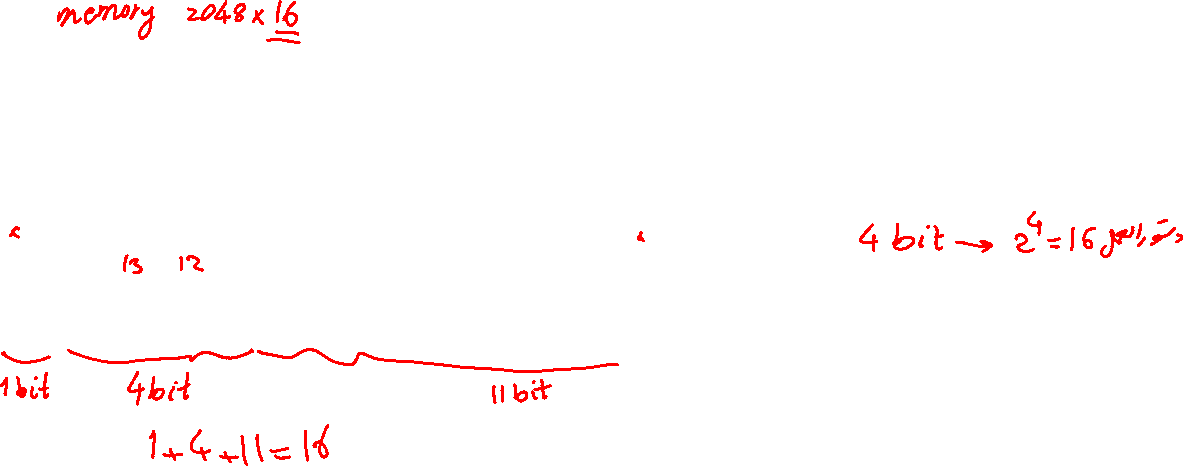 memory 2048 x 16
4 bit → 2^4 = 16
13 12
1 bit 4 bit 11 bit
1 + 4 + 11 = 16